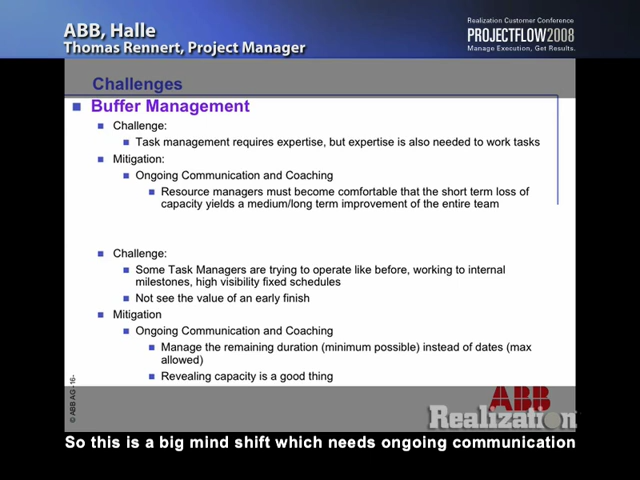 ABB, Halle
Thomas Rennert, Project Manager
Realization Customer Conference
PROJECTFLOW2008
Manage Execution, Get Results.
Challenges
Buffer Management
Challenge:
Task management requires expertise, but expertise is also needed to work tasks
Mitigation:
Ongoing Communication and Coaching
Resource managers must become comfortable that the short term loss of
capacity yields a medium/long term improvement of the entire team
Challenge:
Some Task Managers are trying to operate like before, working to internal
milestones, high visibility fixed schedules
Not see the value of an early finish
Mitigation
Ongoing Communication and Coaching
Manage the remaining duration (minimum possible) instead of dates (max
allowed)
Revealing capacity is a good thing
© ABB AG -16-
ABB
Realization
So this is a big mind shift which needs ongoing communication